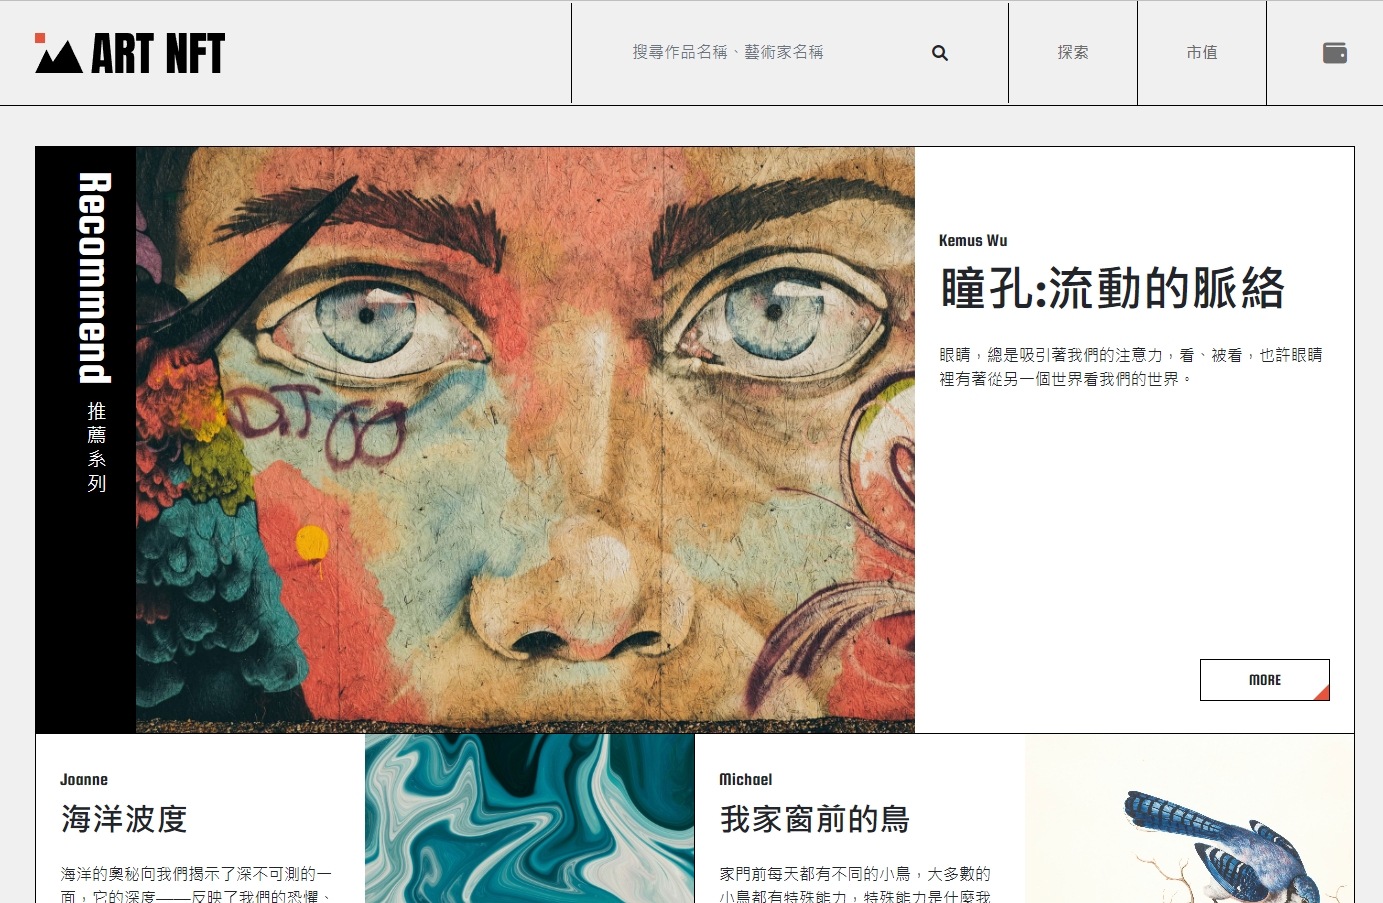 ART NFT
搜尋作品名稱、藝術家名稱
探索
市值
Recommend
推薦系列
DTOO
Kemus Wu
瞳孔:流動的脈絡
眼睛，總是吸引著我們的注意力，看、被看，也許眼睛
裡有著從另一個世界看我們的世界。
MORE
Joanne
海洋波度
海洋的奧秘向我們揭示了深不可測的一
面，它的深度——反映了我們的恐懼、
Michael
我家窗前的鳥
家門前每天都有不同的小鳥，大多數的
小鳥都有特殊能力，特殊能力是什麼我